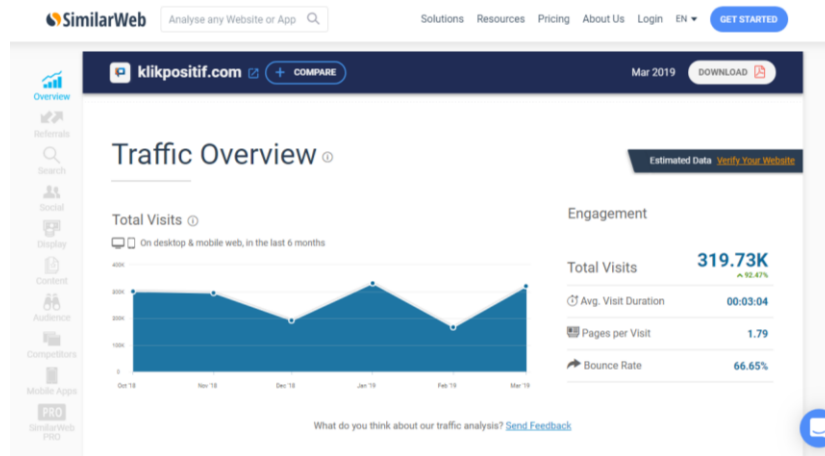 SimilarWeb
Analyse any Website or App
Solutions Resources Pricing About Us Login EN GET STARTED
klikpositif.com + COMPARE
Mar 2019 DOWNLOAD
Overview
Referrals
Search
Social
Display
Content
Audience
Competitors
Mobile Apps
PRO
SimilarWeb
PRO
Traffic Overview
Estimated Data Verify Your Website
Total Visits
On desktop & mobile web, in the last 6 months
400K
300K
200K
100K
0
Oct '18 Nov '18 Dec '18 Jan '19 Feb '18 Mar '19
Engagement
Total Visits 319.73K
92.47%
Avg. Visit Duration 00:03:04
Pages per Visit 1.79
Bounce Rate 66.65%
What do you think about our traffic analysis? Send Feedback